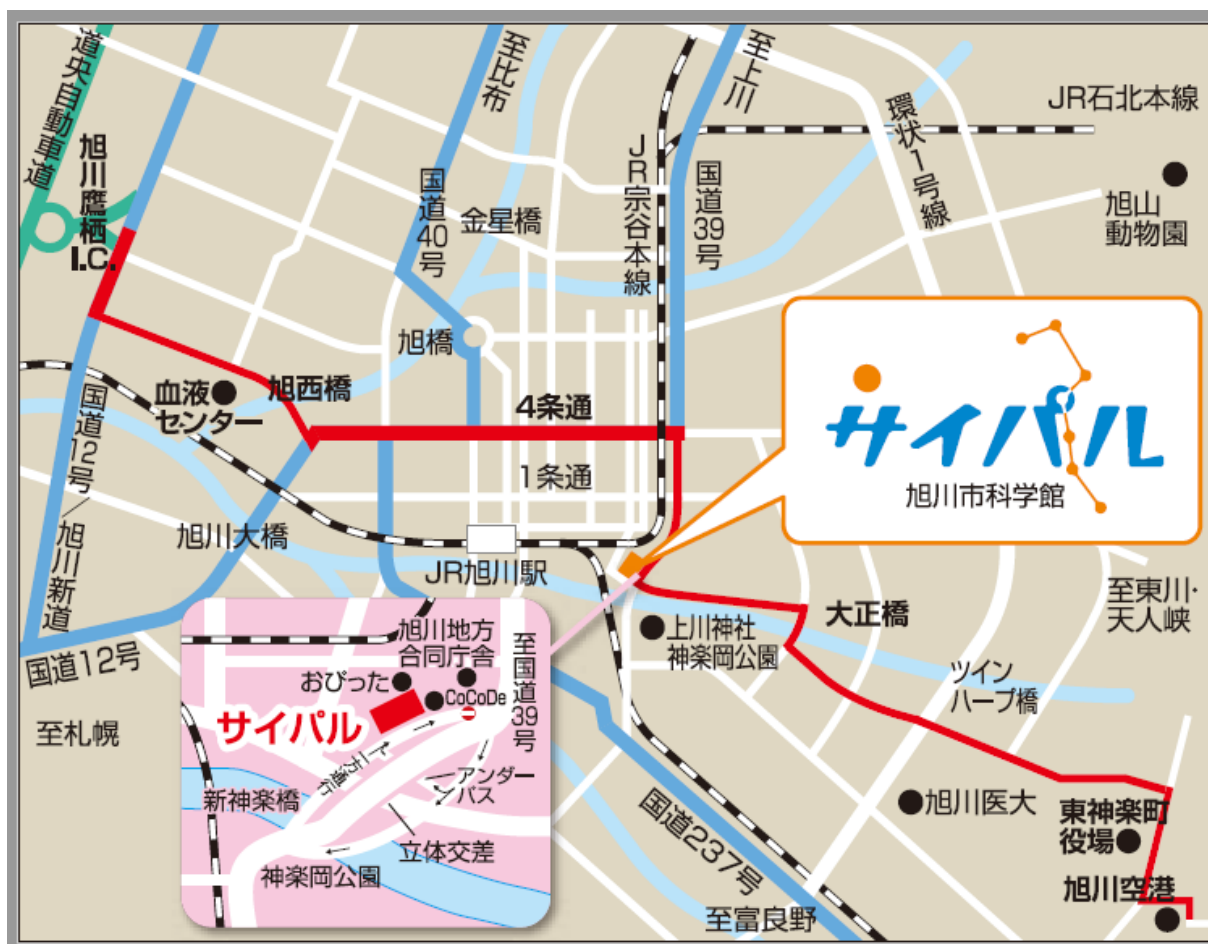 道央自動車道
旭川鷹栖
I.C.
至比布
国道40号
金星橋
JR宗谷本線
至上川
国道39号
環状1号線
JR石北本線
旭山
動物園
旭橋
血液
センター
旭西橋
4条通
1条通
国道12号/旭川新道
旭川大橋
JR旭川駅
サイパル
旭川市科学館
国道12号
至札幌
上川神社
神楽岡公園
大正橋
至東川・
天人峡
ツイン
ハープ橋
旭川医大
東神楽町
役場
旭川空港
国道237号
至富良野
旭川地方
合同庁舎
おぴった
CoCoDe
至国道39号
サイパル
一方通行
アンダー
パス
新神楽橋
立体交差
神楽岡公園